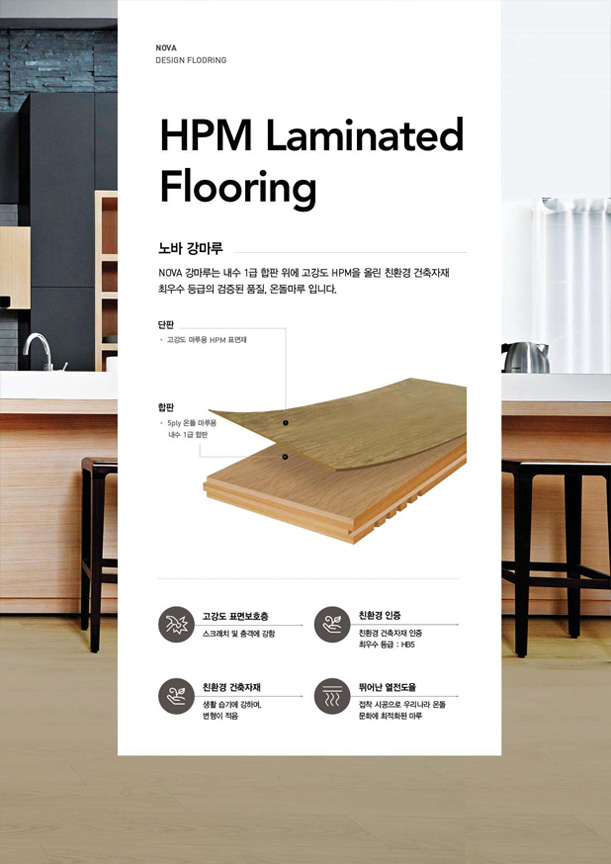 NOVA
DESIGN FLOORING
HPM Laminated
Flooring
노바 강마루
NOVA 강마루는 내수 1급 합판 위에 고강도 HPM을 올린 친환경 건축자재
최우수 등급의 검증된 품질, 온돌마루 입니다.
단판
- 고강도 마루용 HPM 표면재
합판
- 5ply 온돌 마루용
내수 1급 합판
고강도 표면보호층
스크래치 및 충격에 강함
친환경 인증
친환경 건축자재 인증
최우수 등급 : HB5
친환경 건축자재
생활 습기에 강하며,
변형이 적음
뛰어난 열전도율
접착 시공으로 우리나라 온돌
문화에 최적화된 마루